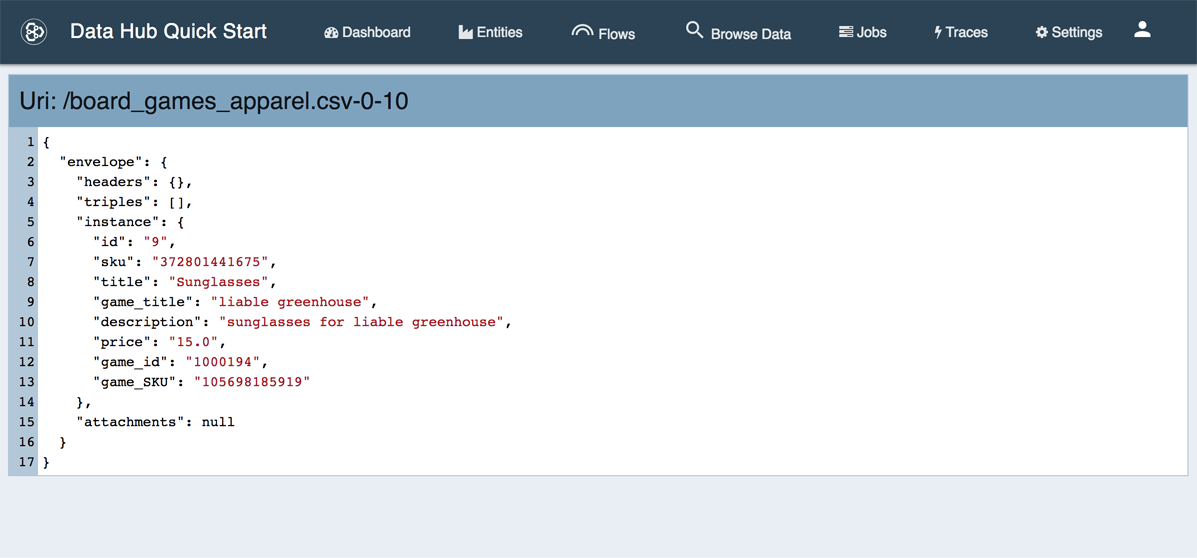 Data Hub Quick Start Dashboard Entities Flows Browse Data Jobs Traces Settings
Uri: /board_games_apparel.csv-0-10
1 {
2 "envelope": {
3 "headers": {},
4 "triples": [],
5 "instance": {
6 "id": "9",
7 "sku": "372801441675",
8 "title": "Sunglasses",
9 "game_title": "liable greenhouse",
10 "description": "sunglasses for liable greenhouse",
11 "price": "15.0",
12 "game_id": "1000194",
13 "game_SKU": "105698185919"
14 },
15 "attachments": null
16 }
17 }